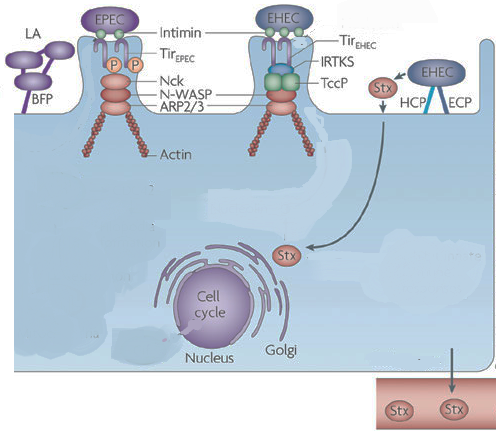 LA
BFP
EPEC
P P
Intimin
Tir EPEC
Nck
N-WASP
ARP2/3
Actin
EHEC
Tir EHEC
IRTKS
TccP
Stx
EHEC
HCP
ECP
Stx
Cell
cycle
Nucleus
Golgi
Stx
Stx